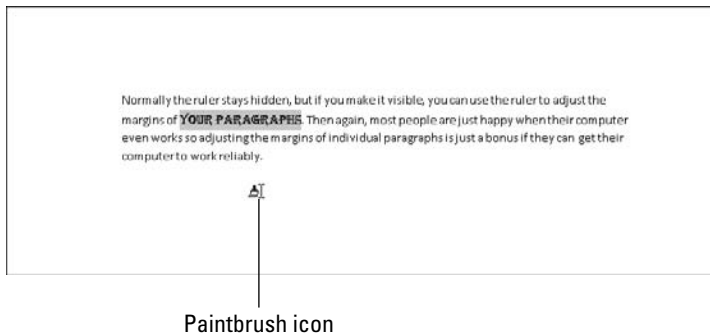 Normally the ruler stays hidden, but if you make it visible, you can use the ruler to adjust the
margins of YOUR PARAGRAPHS. Then again, most people are just happy when their computer
even works so adjusting the margins of individual paragraphs is just a bonus if they can get their
computer to work reliably.
Paintbrush icon